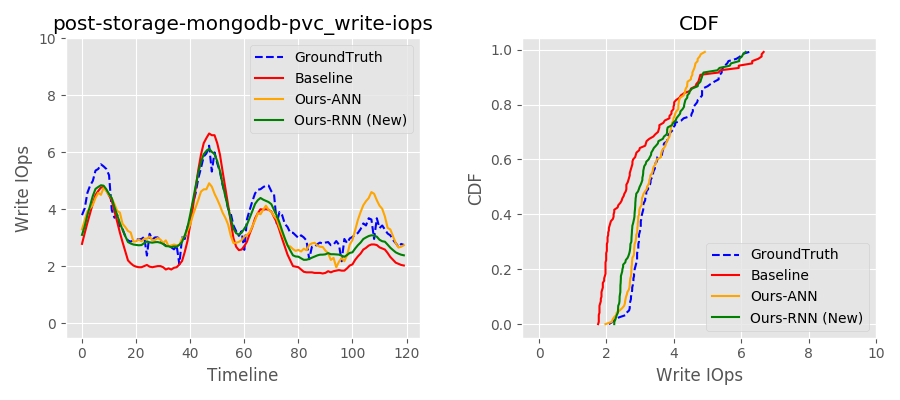 post-storage-mongodb-pvc_write-iops
10
8
6
4
2
0
Write IOps
0 20 40 60 80 100 120
Timeline
GroundTruth
Baseline
Ours-ANN
Ours-RNN (New)
CDF
1.0
0.8
0.6
0.4
0.2
0.0
CDF
0 2 4 6 8 10
Write IOps
GroundTruth
Baseline
Ours-ANN
Ours-RNN (New)